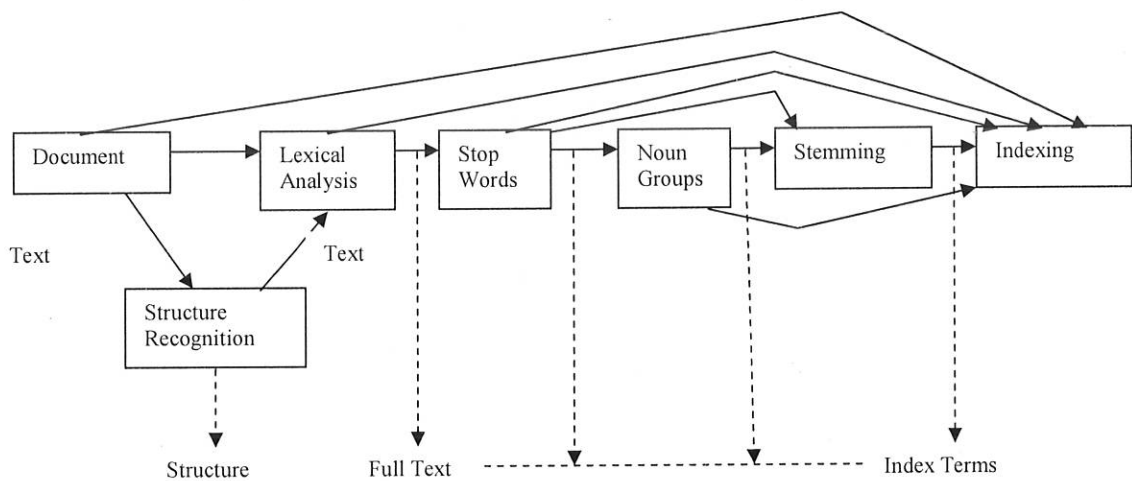 Document
Lexical
Analysis
Stop
Words
Noun
Groups
Stemming
Indexing
Text
Text
Structure
Recognition
Structure
Full Text
Index Terms